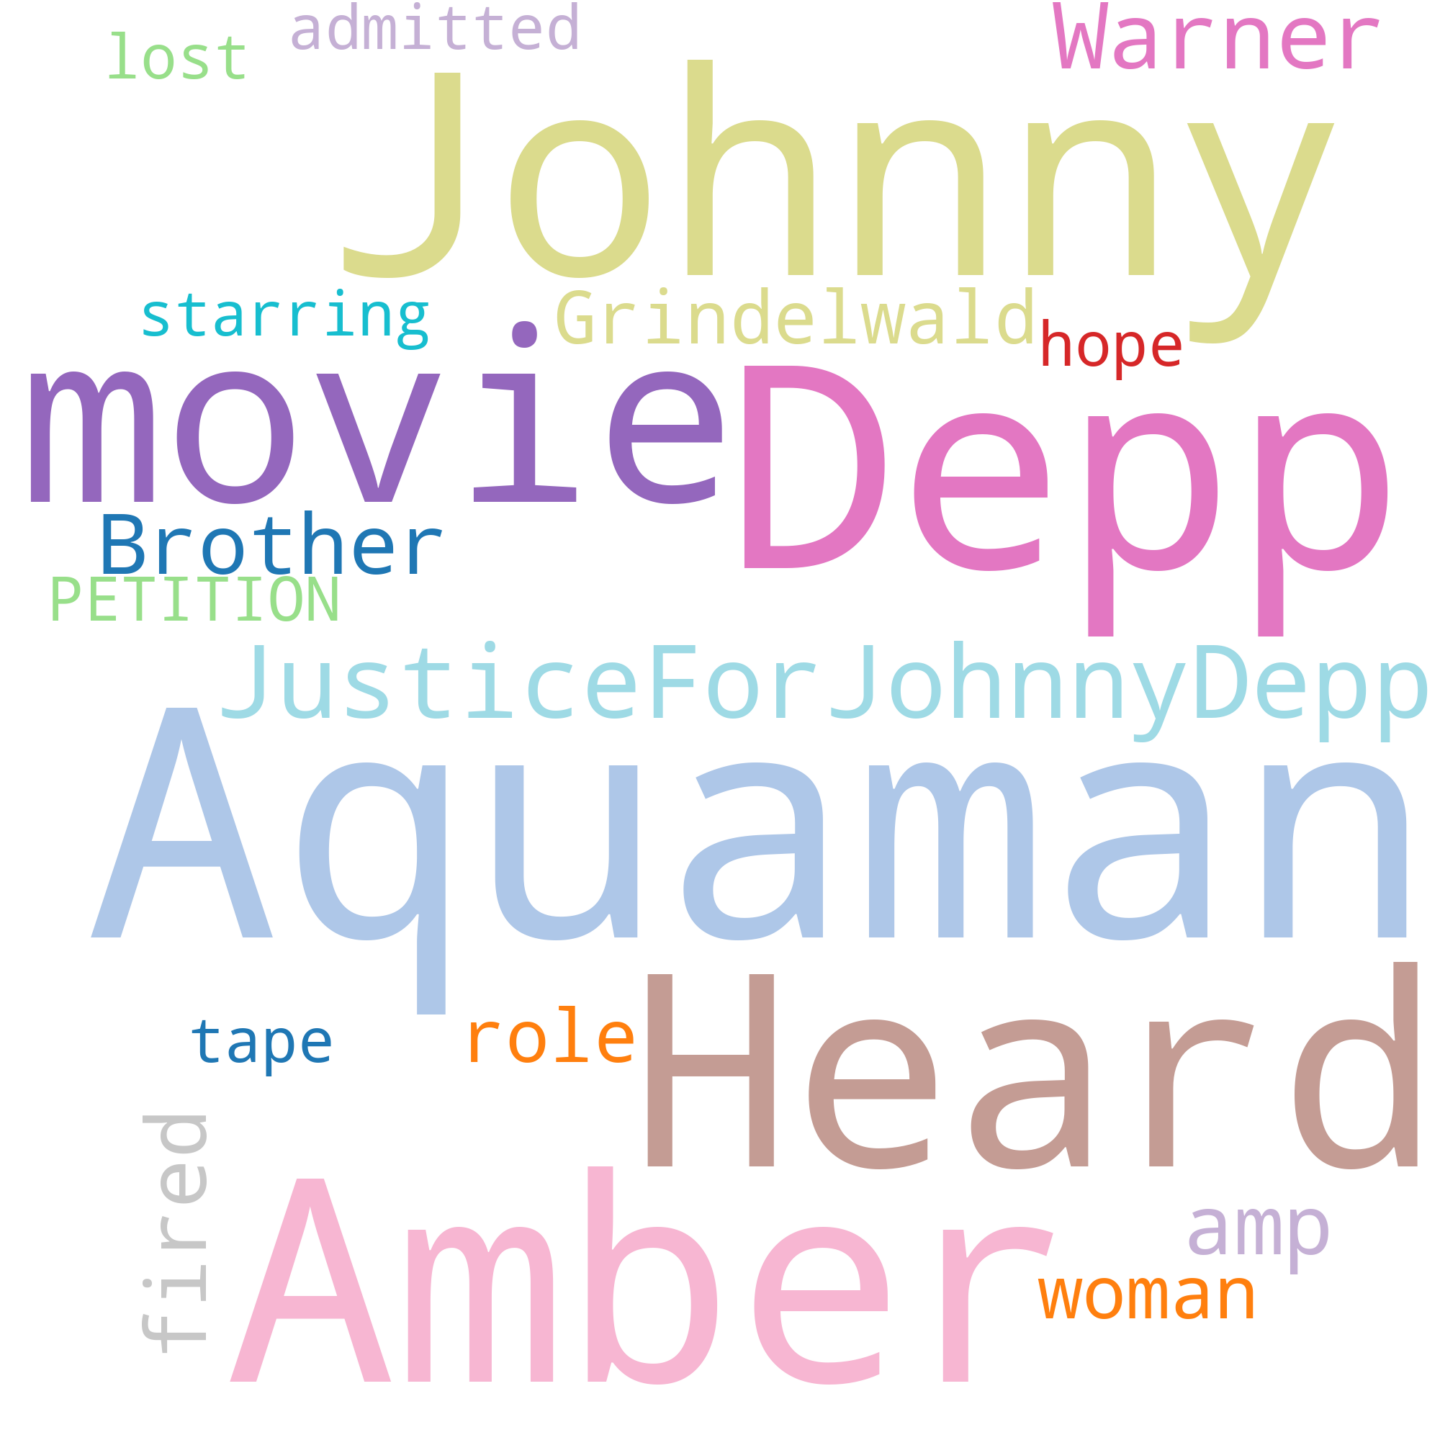 admitted
Warner
lost
Johnny
starring
Grindelwald
hope
movie
Depp
Brother
PETITION
JusticeForJohnnyDepp
Aquaman
Heard
tape
role
fired
Amber
amp
woman